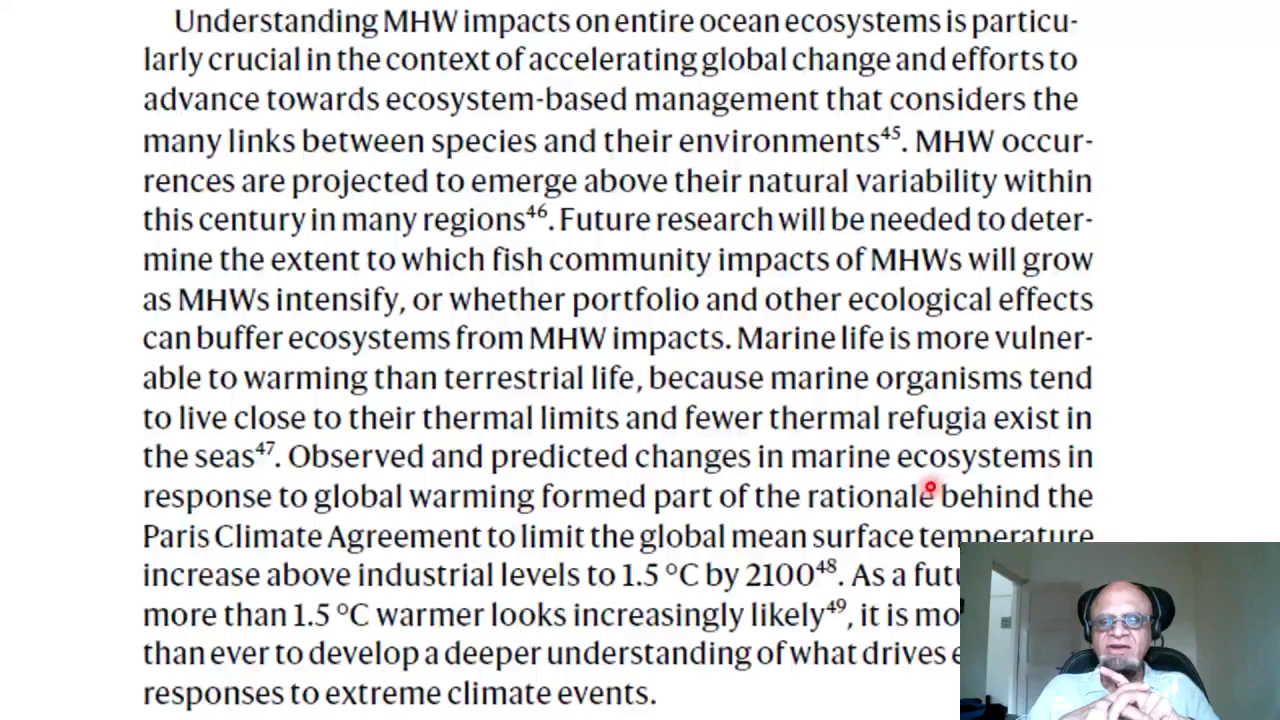 Understanding MHW impacts on entire ocean ecosystems is particu-
larly crucial in the context of accelerating global change and efforts to
advance towards ecosystem-based management that considers the
many links between species and their environments⁴⁵. MHW occur-
rences are projected to emerge above their natural variability within
this century in many regions⁴⁶. Future research will be needed to deter-
mine the extent to which fish community impacts of MHWs will grow
as MHWs intensify, or whether portfolio and other ecological effects
can buffer ecosystems from MHW impacts. Marine life is more vulner-
able to warming than terrestrial life, because marine organisms tend
to live close to their thermal limits and fewer thermal refugia exist in
the seas⁴⁷. Observed and predicted changes in marine ecosystems in
response to global warming formed part of the rationale behind the
Paris Climate Agreement to limit the global mean surface temperature
increase above industrial levels to 1.5 °C by 2100⁴⁸. As a
more than 1.5 °C warmer looks increasingly likely⁴⁹, it is
than ever to develop a deeper understanding of what drives
responses to extreme climate events.